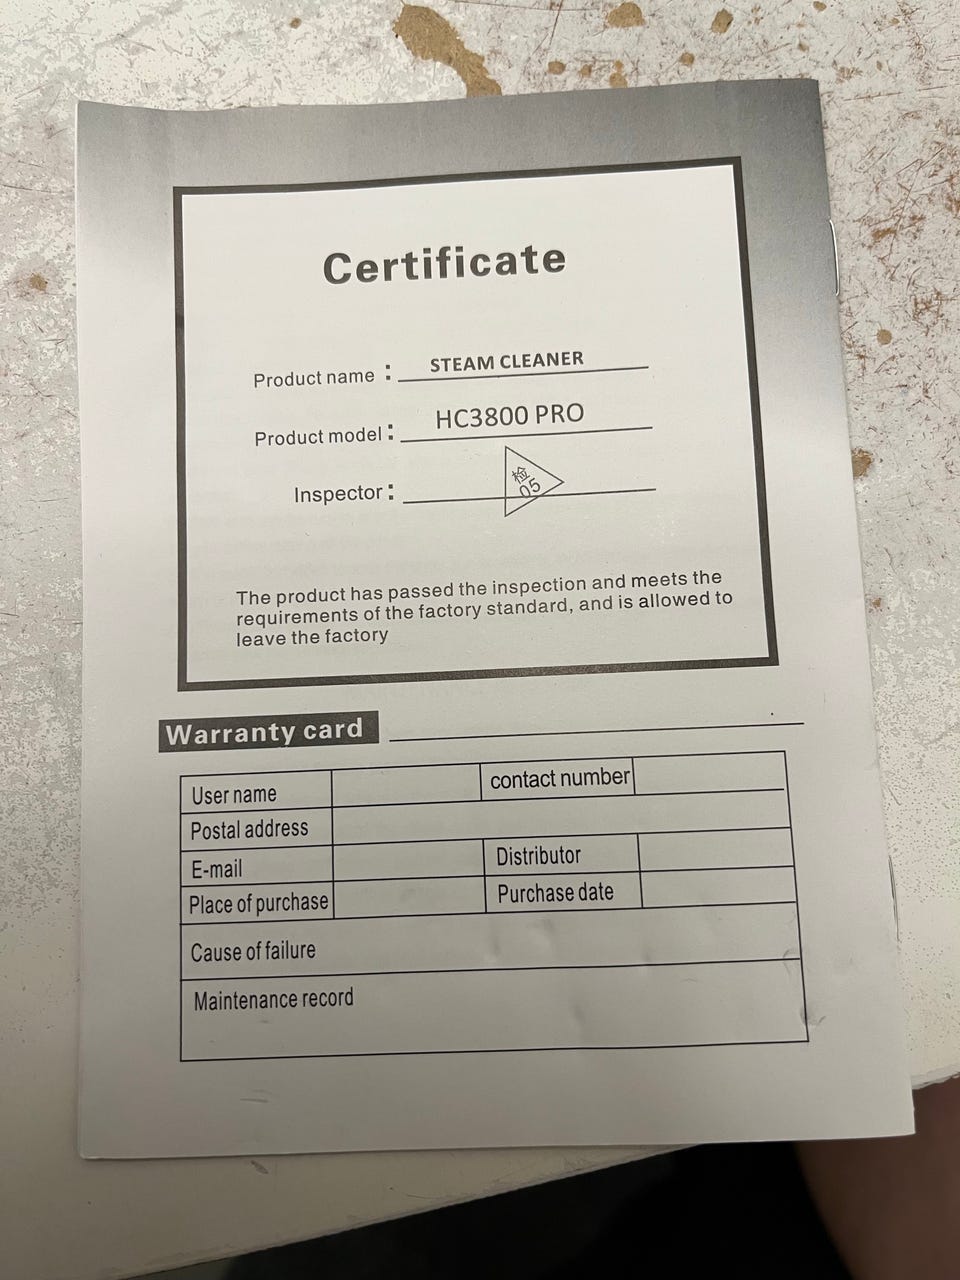 Certificate
Product name : STEAM CLEANER
Product model : HC3800 PRO
Inspector :
检
05
The product has passed the inspection and meets the
requirements of the factory standard, and is allowed to
leave the factory
Warranty card
User name
contact number
Postal address
E-mail
Distributor
Place of purchase
Purchase date
Cause of failure
Maintenance record